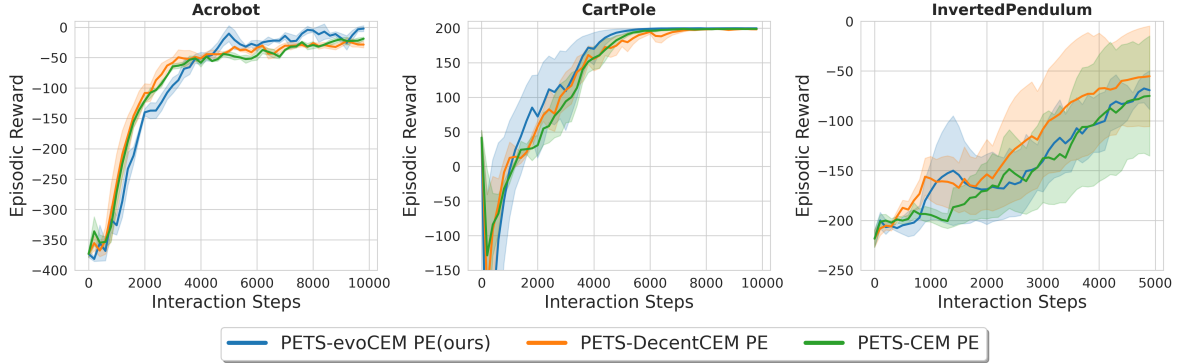 Acrobot
CartPole
InvertedPendulum
Episodic Reward
0
−50
−100
−150
−200
−250
−300
−350
−400
0 2000 4000 6000 8000 10000
Interaction Steps
Episodic Reward
200
150
100
50
0
−50
−100
−150
0 2000 4000 6000 8000 10000
Interaction Steps
Episodic Reward
0
−50
−100
−150
−200
−250
0 1000 2000 3000 4000 5000
Interaction Steps
PETS-evoCEM PE(ours) PETS-DecentCEM PE PETS-CEM PE